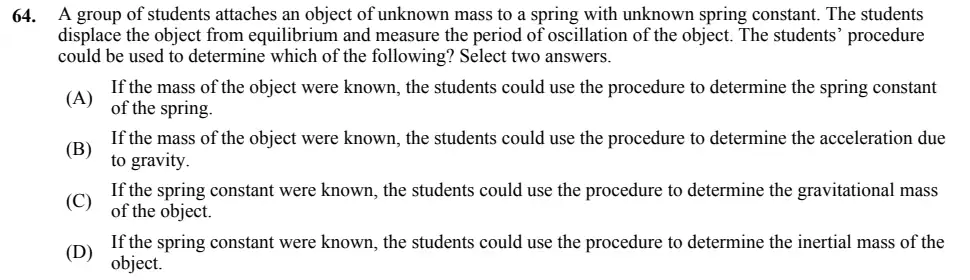 64. A group of students attaches an object of unknown mass to a spring with unknown spring constant. The students
displace the object from equilibrium and measure the period of oscillation of the object. The students’ procedure
could be used to determine which of the following? Select two answers.
(A) If the mass of the object were known, the students could use the procedure to determine the spring constant
of the spring.
(B) If the mass of the object were known, the students could use the procedure to determine the acceleration due
to gravity.
(C) If the spring constant were known, the students could use the procedure to determine the gravitational mass
of the object.
(D) If the spring constant were known, the students could use the procedure to determine the inertial mass of the
object.